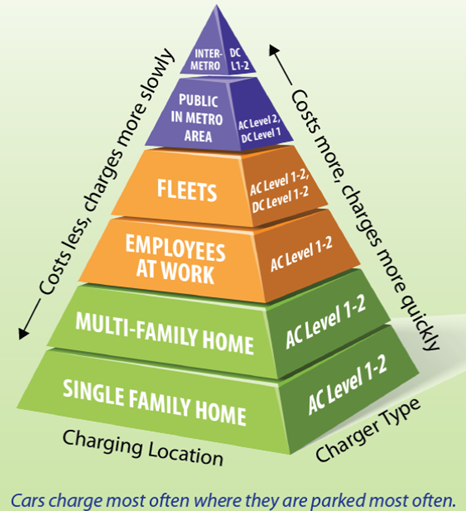 INTER-
METRO
DC
L1-2
PUBLIC
IN METRO
AREA
AC Level 2,
DC Level 1
FLEETS
AC Level 1-2,
DC Level 1-2
EMPLOYEES
AT WORK
AC Level 1-2
MULTI-FAMILY HOME
AC Level 1-2
SINGLE FAMILY HOME
AC Level 1-2
Costs less, charges more slowly
Costs more, charges more quickly
Charging Location
Charger Type
Cars charge most often where they are parked most often.